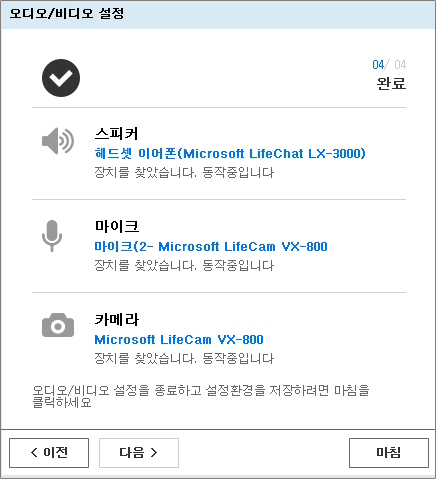 오디오/비디오 설정
04/ 04
완료
스피커
헤드셋 이어폰(Microsoft LifeChat LX-3000)
장치를 찾았습니다. 동작중입니다
마이크
마이크(2- Microsoft LifeCam VX-800
장치를 찾았습니다. 동작중입니다
카메라
Microsoft LifeCam VX-800
장치를 찾았습니다. 동작중입니다
오디오/비디오 설정을 종료하고 설정환경을 저장하려면 마침을
클릭하세요
< 이전 다음 > 마침